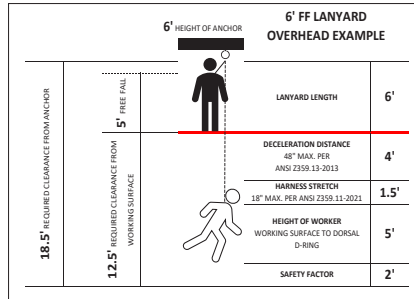 6' FF LANYARD
OVERHEAD EXAMPLE
6' HEIGHT OF ANCHOR
18.5' REQUIRED CLEARANCE FROM ANCHOR
5' FREE FALL
12.5' REQUIRED CLEARANCE FROM
WORKING SURFACE
LANYARD LENGTH
6'
DECELERATION DISTANCE
48" MAX. PER
ANSI Z359.13-2013
4'
HARNESS STRETCH
18" MAX. PER ANSI Z359.11-2021
1.5'
HEIGHT OF WORKER
WORKING SURFACE TO DORSAL
D-RING
5'
SAFETY FACTOR
2'